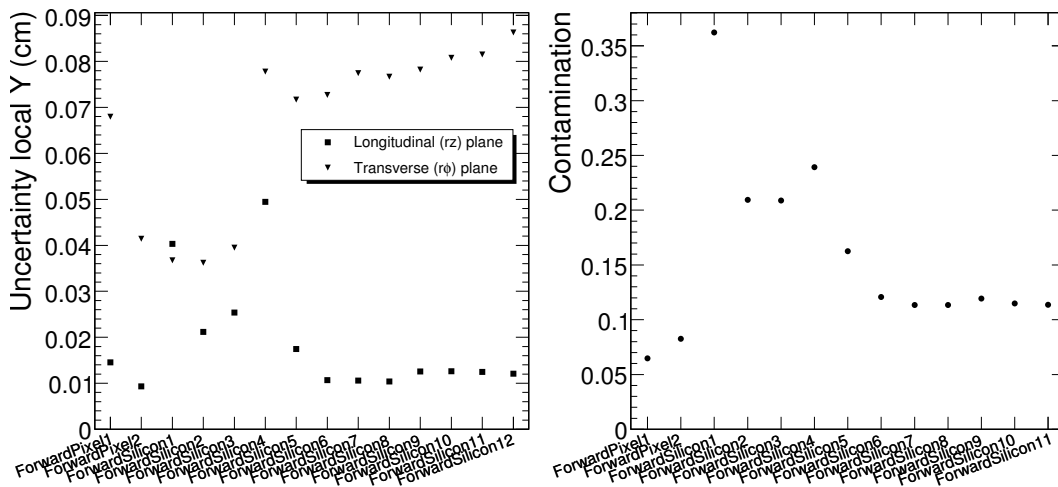 Uncertainty local Y (cm)
0.09
0.08
0.07
0.06
0.05
0.04
0.03
0.02
0.01
0
Longitudinal (rz) plane
Transverse (rϕ) plane
ForwardPixel1
ForwardPixel2
ForwardSilicon1
ForwardSilicon2
ForwardSilicon3
ForwardSilicon4
ForwardSilicon5
ForwardSilicon6
ForwardSilicon7
ForwardSilicon8
ForwardSilicon9
ForwardSilicon10
ForwardSilicon11
ForwardSilicon12
Contamination
0.35
0.3
0.25
0.2
0.15
0.1
0.05
0
ForwardPixel1
ForwardPixel2
ForwardSilicon1
ForwardSilicon2
ForwardSilicon3
ForwardSilicon4
ForwardSilicon5
ForwardSilicon6
ForwardSilicon7
ForwardSilicon8
ForwardSilicon9
ForwardSilicon10
ForwardSilicon11